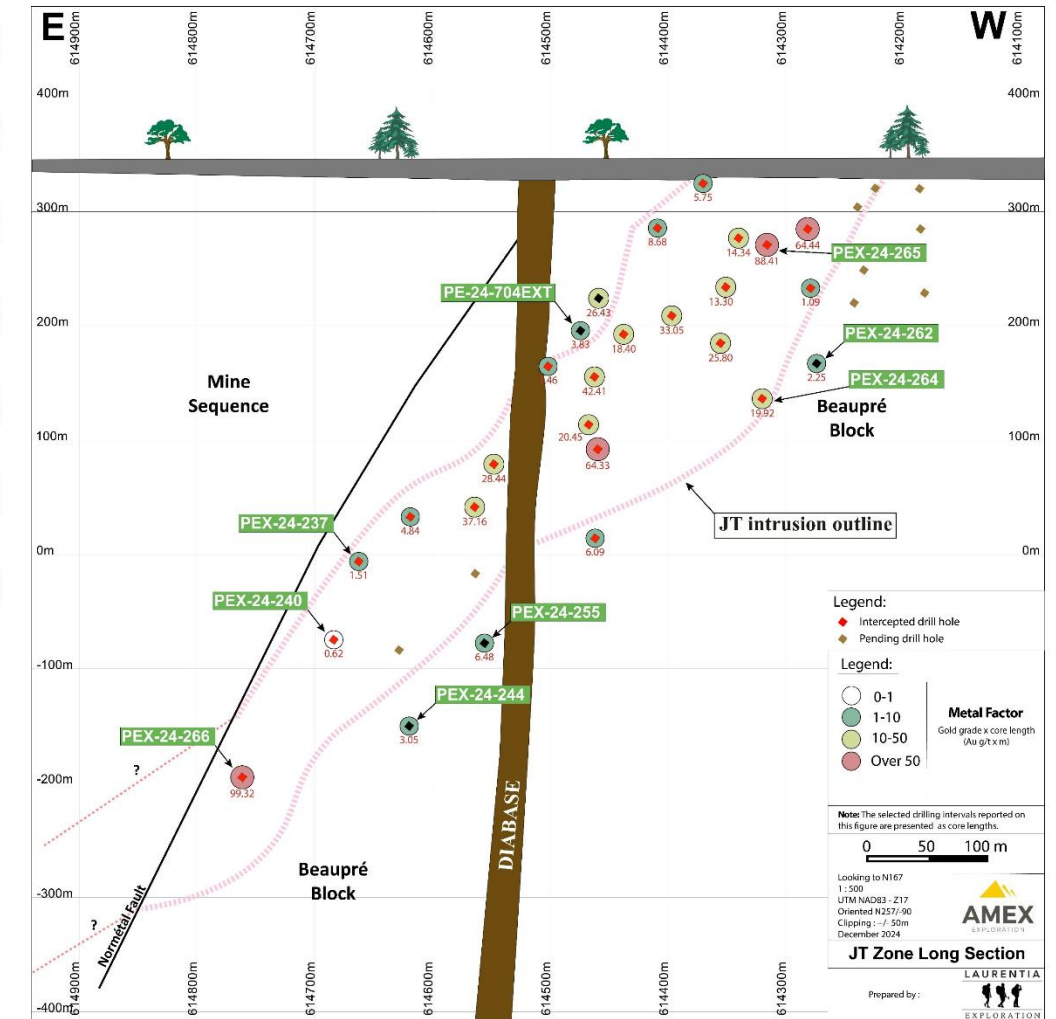 E
W
614900m
614800m
614700m
614600m
614500m
614400m
614300m
614200m
614100m
400m
400m
300m
300m
5.75
8.68
14.34
88.41
64.44
PEX-24-265
PE-24-704EXT
26.43
13.30
1.09
3.83
18.40
33.05
200m
200m
25.80
PEX-24-262
2.25
.46
42.41
PEX-24-264
19.92
Mine
Sequence
Beaupré
Block
100m
100m
20.45
64.33
28.44
37.16
JT intrusion outline
PEX-24-237
4.84
6.09
0m
0m
1.51
PEX-24-240
0.62
PEX-24-255
6.48
-100m
PEX-24-244
3.05
PEX-24-266
99.32
?
-200m
DIABASE
Beaupré
Block
-300m
?
Normétal Fault
-400m
614900m
614800m
614700m
614600m
614500m
614400m
614300m
Legend:
Intercepted drill hole
Pending drill hole
Legend:
0-1
1-10
10-50
Over 50
Metal Factor
Gold grade x core length
(Au g/t x m)
Note: The selected drilling intervals reported on
this figure are presented as core lengths.
0 50 100 m
Looking to N167
1 : 500
UTM NAD83 - Z17
Oriented N257/-90
Clipping : +/- 50m
December 2024
AMEX
EXPLORATION
JT Zone Long Section
Prepared by :
LAURENTIA
EXPLORATION